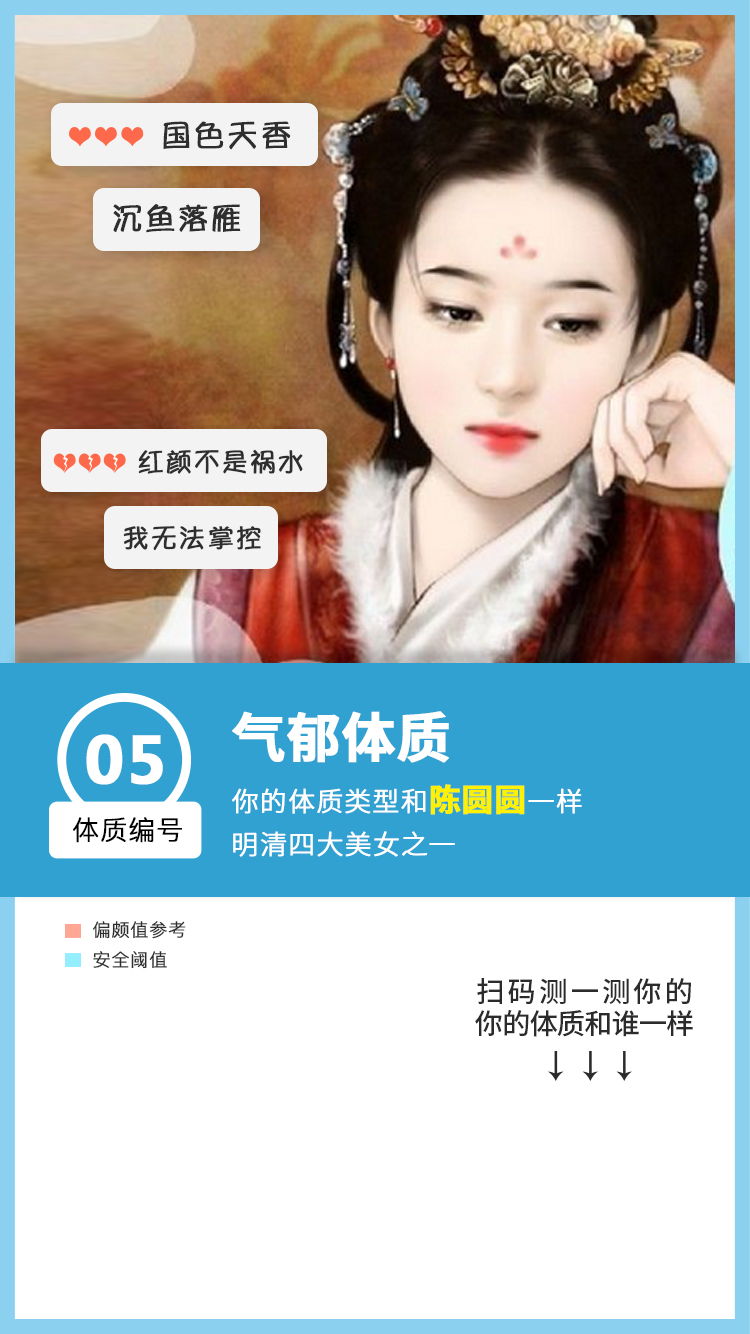 国色天香
沉鱼落雁
红颜不是祸水
我无法掌控
05
体质编号
气郁体质
你的体质类型和陈圆圆一样
明清四大美女之一
偏颇值参考
安全阈值
扫码测一测你的
你的体质和谁一样
↓ ↓ ↓